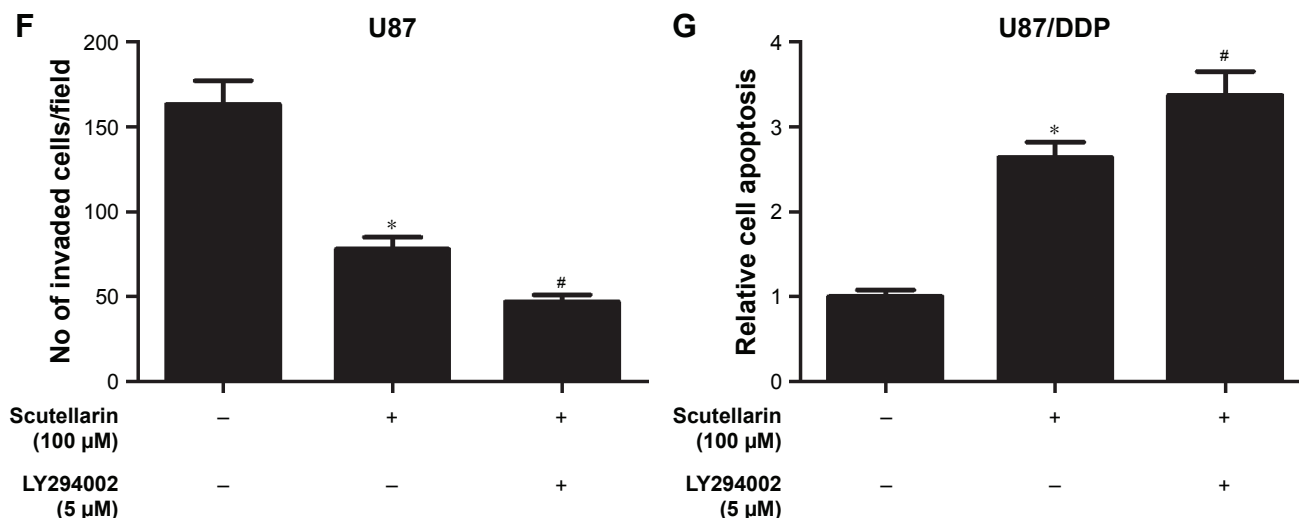 F
U87
No of invaded cells/field
200
150
100
50
0
*
#
Scutellarin – + +
(100 µM)
LY294002 – – +
(5 µM)
G
U87/DDP
Relative cell apoptosis
4
3
2
1
0
*
#
Scutellarin – + +
(100 µM)
LY294002 – – +
(5 µM)